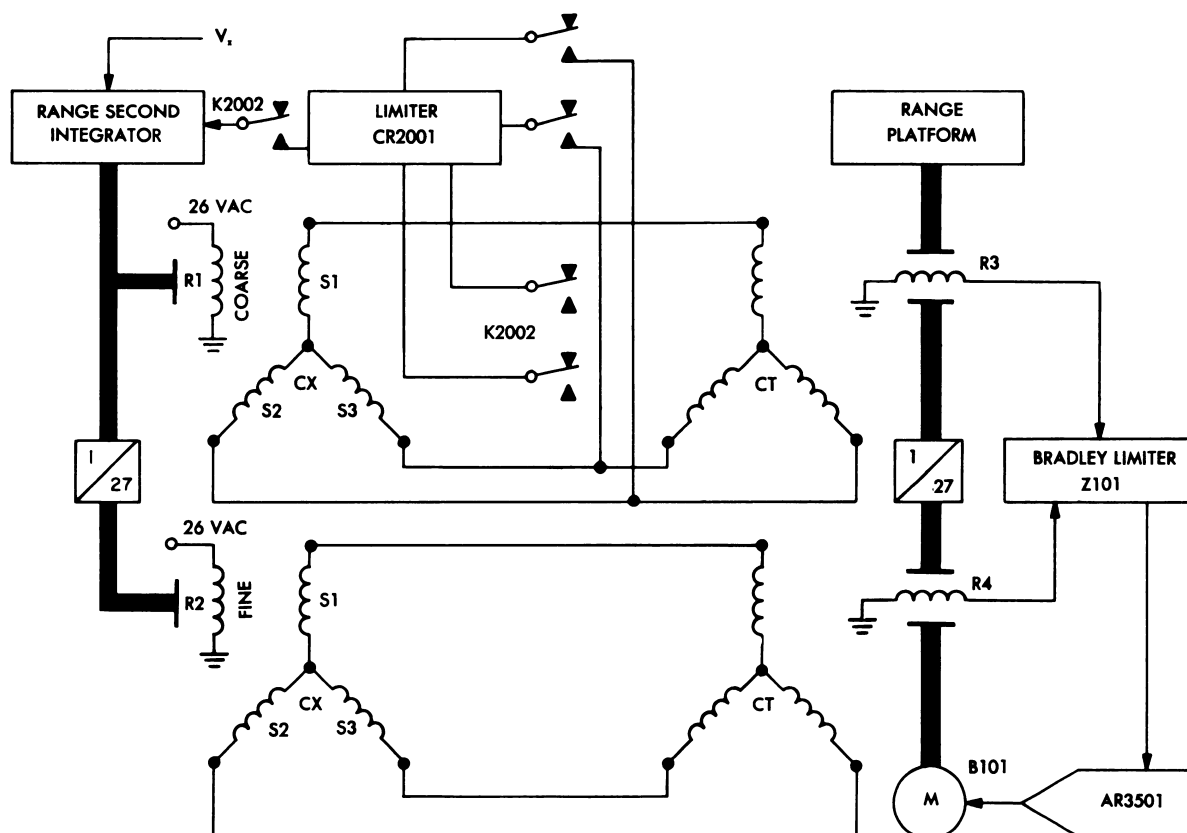 Vx
RANGE SECOND
INTEGRATOR
K2002
LIMITER
CR2001
RANGE
PLATFORM
26 VAC
R1
COARSE
S1
CX
S2
S3
K2002
CT
R3
1
27
1
27
BRADLEY LIMITER
Z101
26 VAC
R2
FINE
S1
CX
S2
S3
CT
R4
B101
M
AR3501